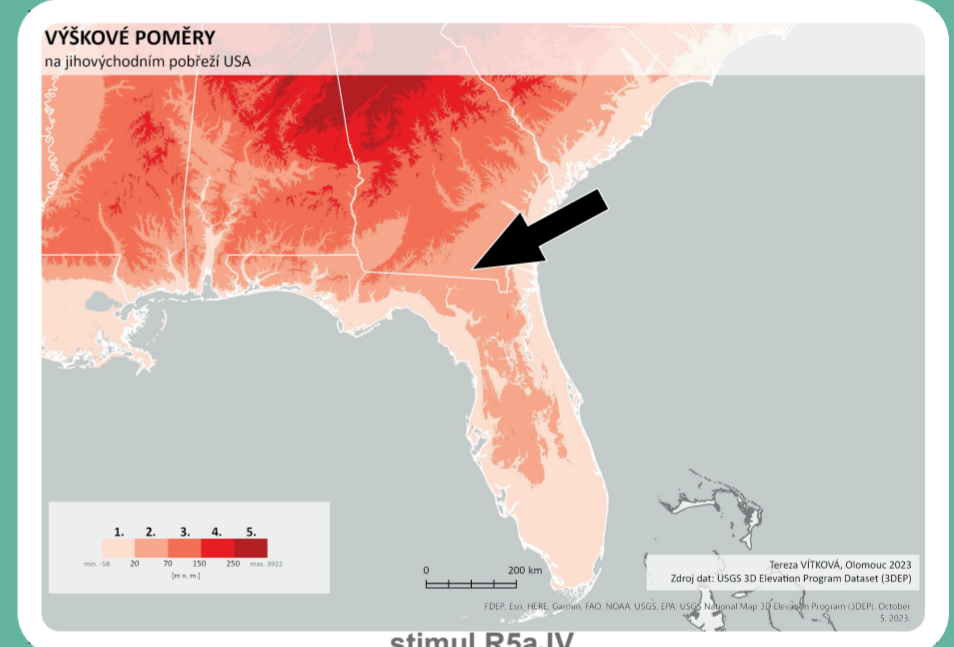 VÝŠKOVÉ POMĚRY
na jihovýchodním pobřeží USA
1. 2. 3. 4. 5.
min. -58 20 70 150 250 max. 3922
[m n. m.]
0 200 km
Tereza VÍTKOVÁ, Olomouc 2023
Zdroj dat: USGS 3D Elevation Program Dataset (3DEP)
FDEP, Esri, HERE, Garmin, FAO, NOAA, USGS, EPA; USGS National Map 3D Elevation Program (3DEP). October
5, 2023.
stimul R5a.IV